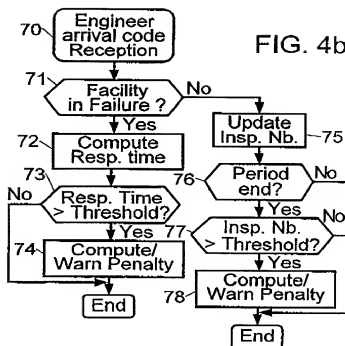 70
Engineer
arrival code
Reception
FIG. 4b
71
Facility
in Failure ?
No
Yes
72
Compute
Resp. time
Update
Insp. Nb.
75
73
No
Resp. Time
> Threshold?
76
Period
end?
No
Yes
Yes
74
Compute/
Warn Penalty
77
Insp. Nb.
> Threshold?
No
Yes
End
78
Compute/
Warn Penalty
End